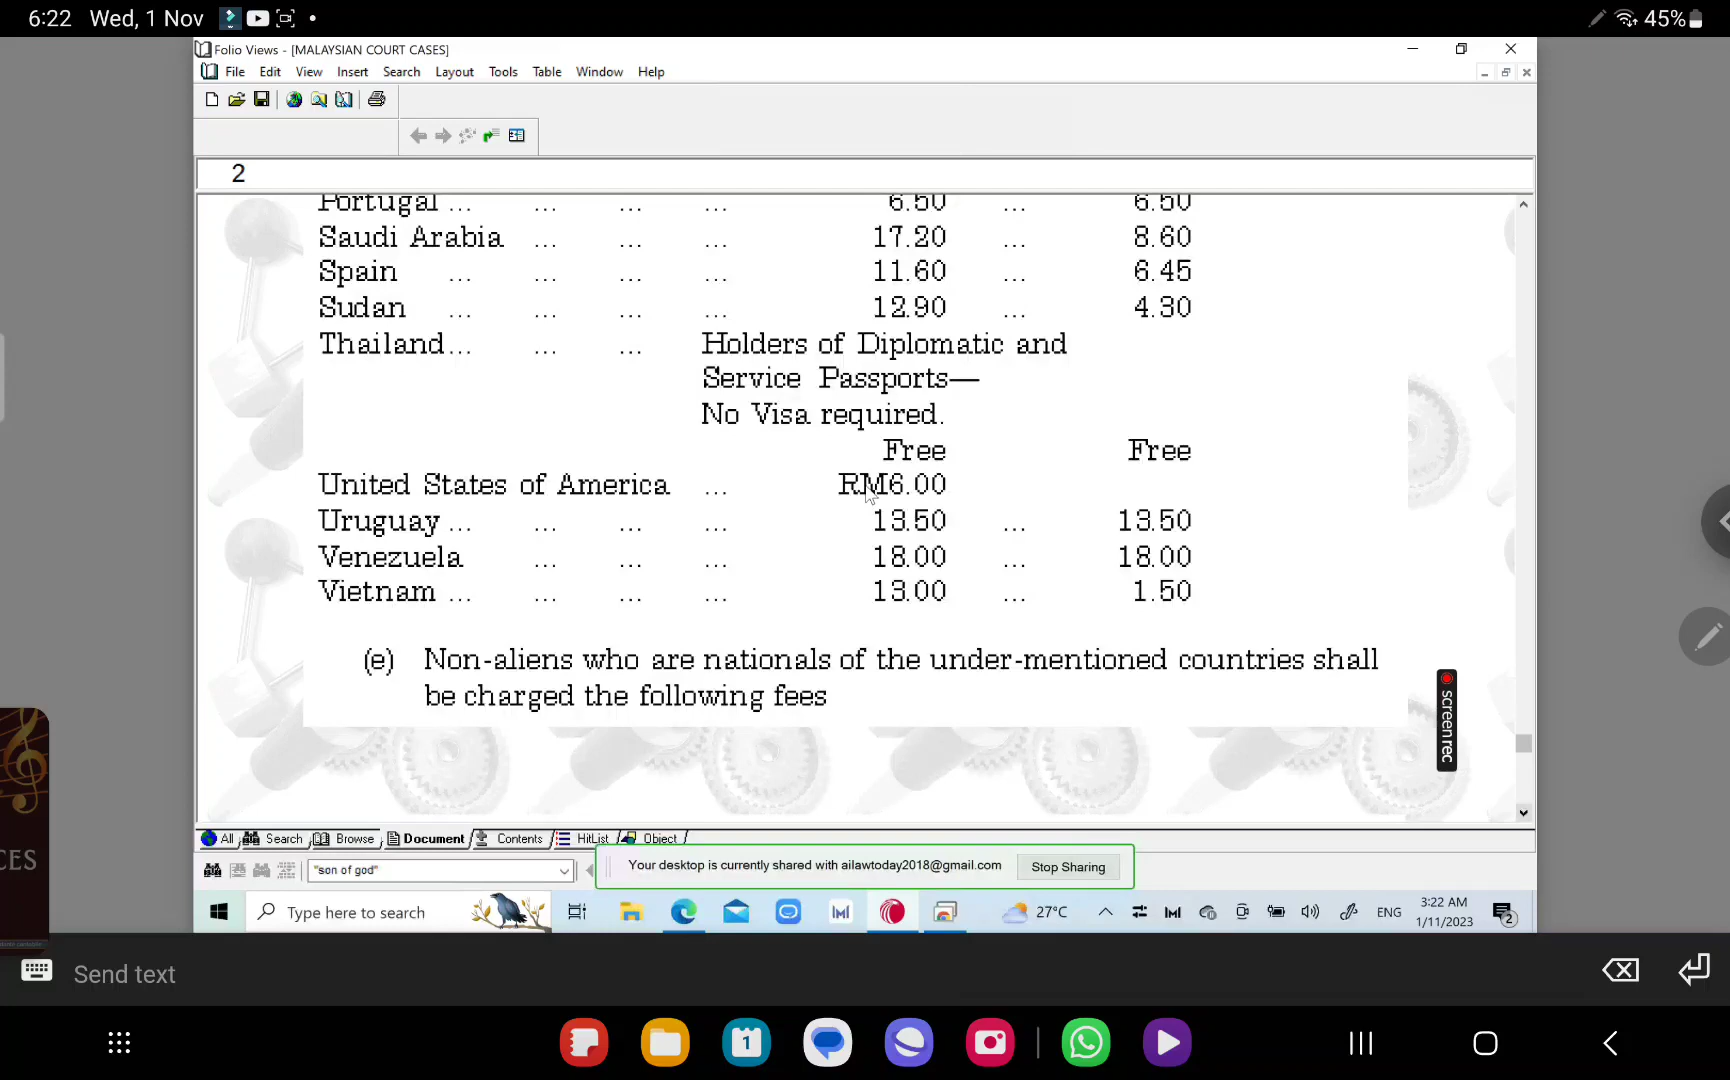 6:22 Wed, 1 Nov
45%
Folio Views - [MALAYSIAN COURT CASES]
File Edit View Insert Search Layout Tools Table Window Help
2
Portugal ... ... ... ... 6.50 ... 6.50
Saudi Arabia ... ... ... 17.20 ... 8.60
Spain ... ... ... ... 11.60 ... 6.45
Sudan ... ... ... ... 12.90 ... 4.30
Thailand ... ... ... Holders of Diplomatic and
Service Passports—
No Visa required.
Free Free
United States of America ... RM6.00
Uruguay ... ... ... ... 13.50 ... 13.50
Venezuela ... ... ... 18.00 ... 18.00
Vietnam ... ... ... ... 13.00 ... 1.50
(e) Non-aliens who are nationals of the under-mentioned countries shall
be charged the following fees
screen rec
CES
All Search Browse Document Contents HitList Object
"son of god"
Your desktop is currently shared with ailawtoday2018@gmail.com Stop Sharing
Type here to search
27°C
ENG
3:22 AM
1/11/2023
2
Send text
1